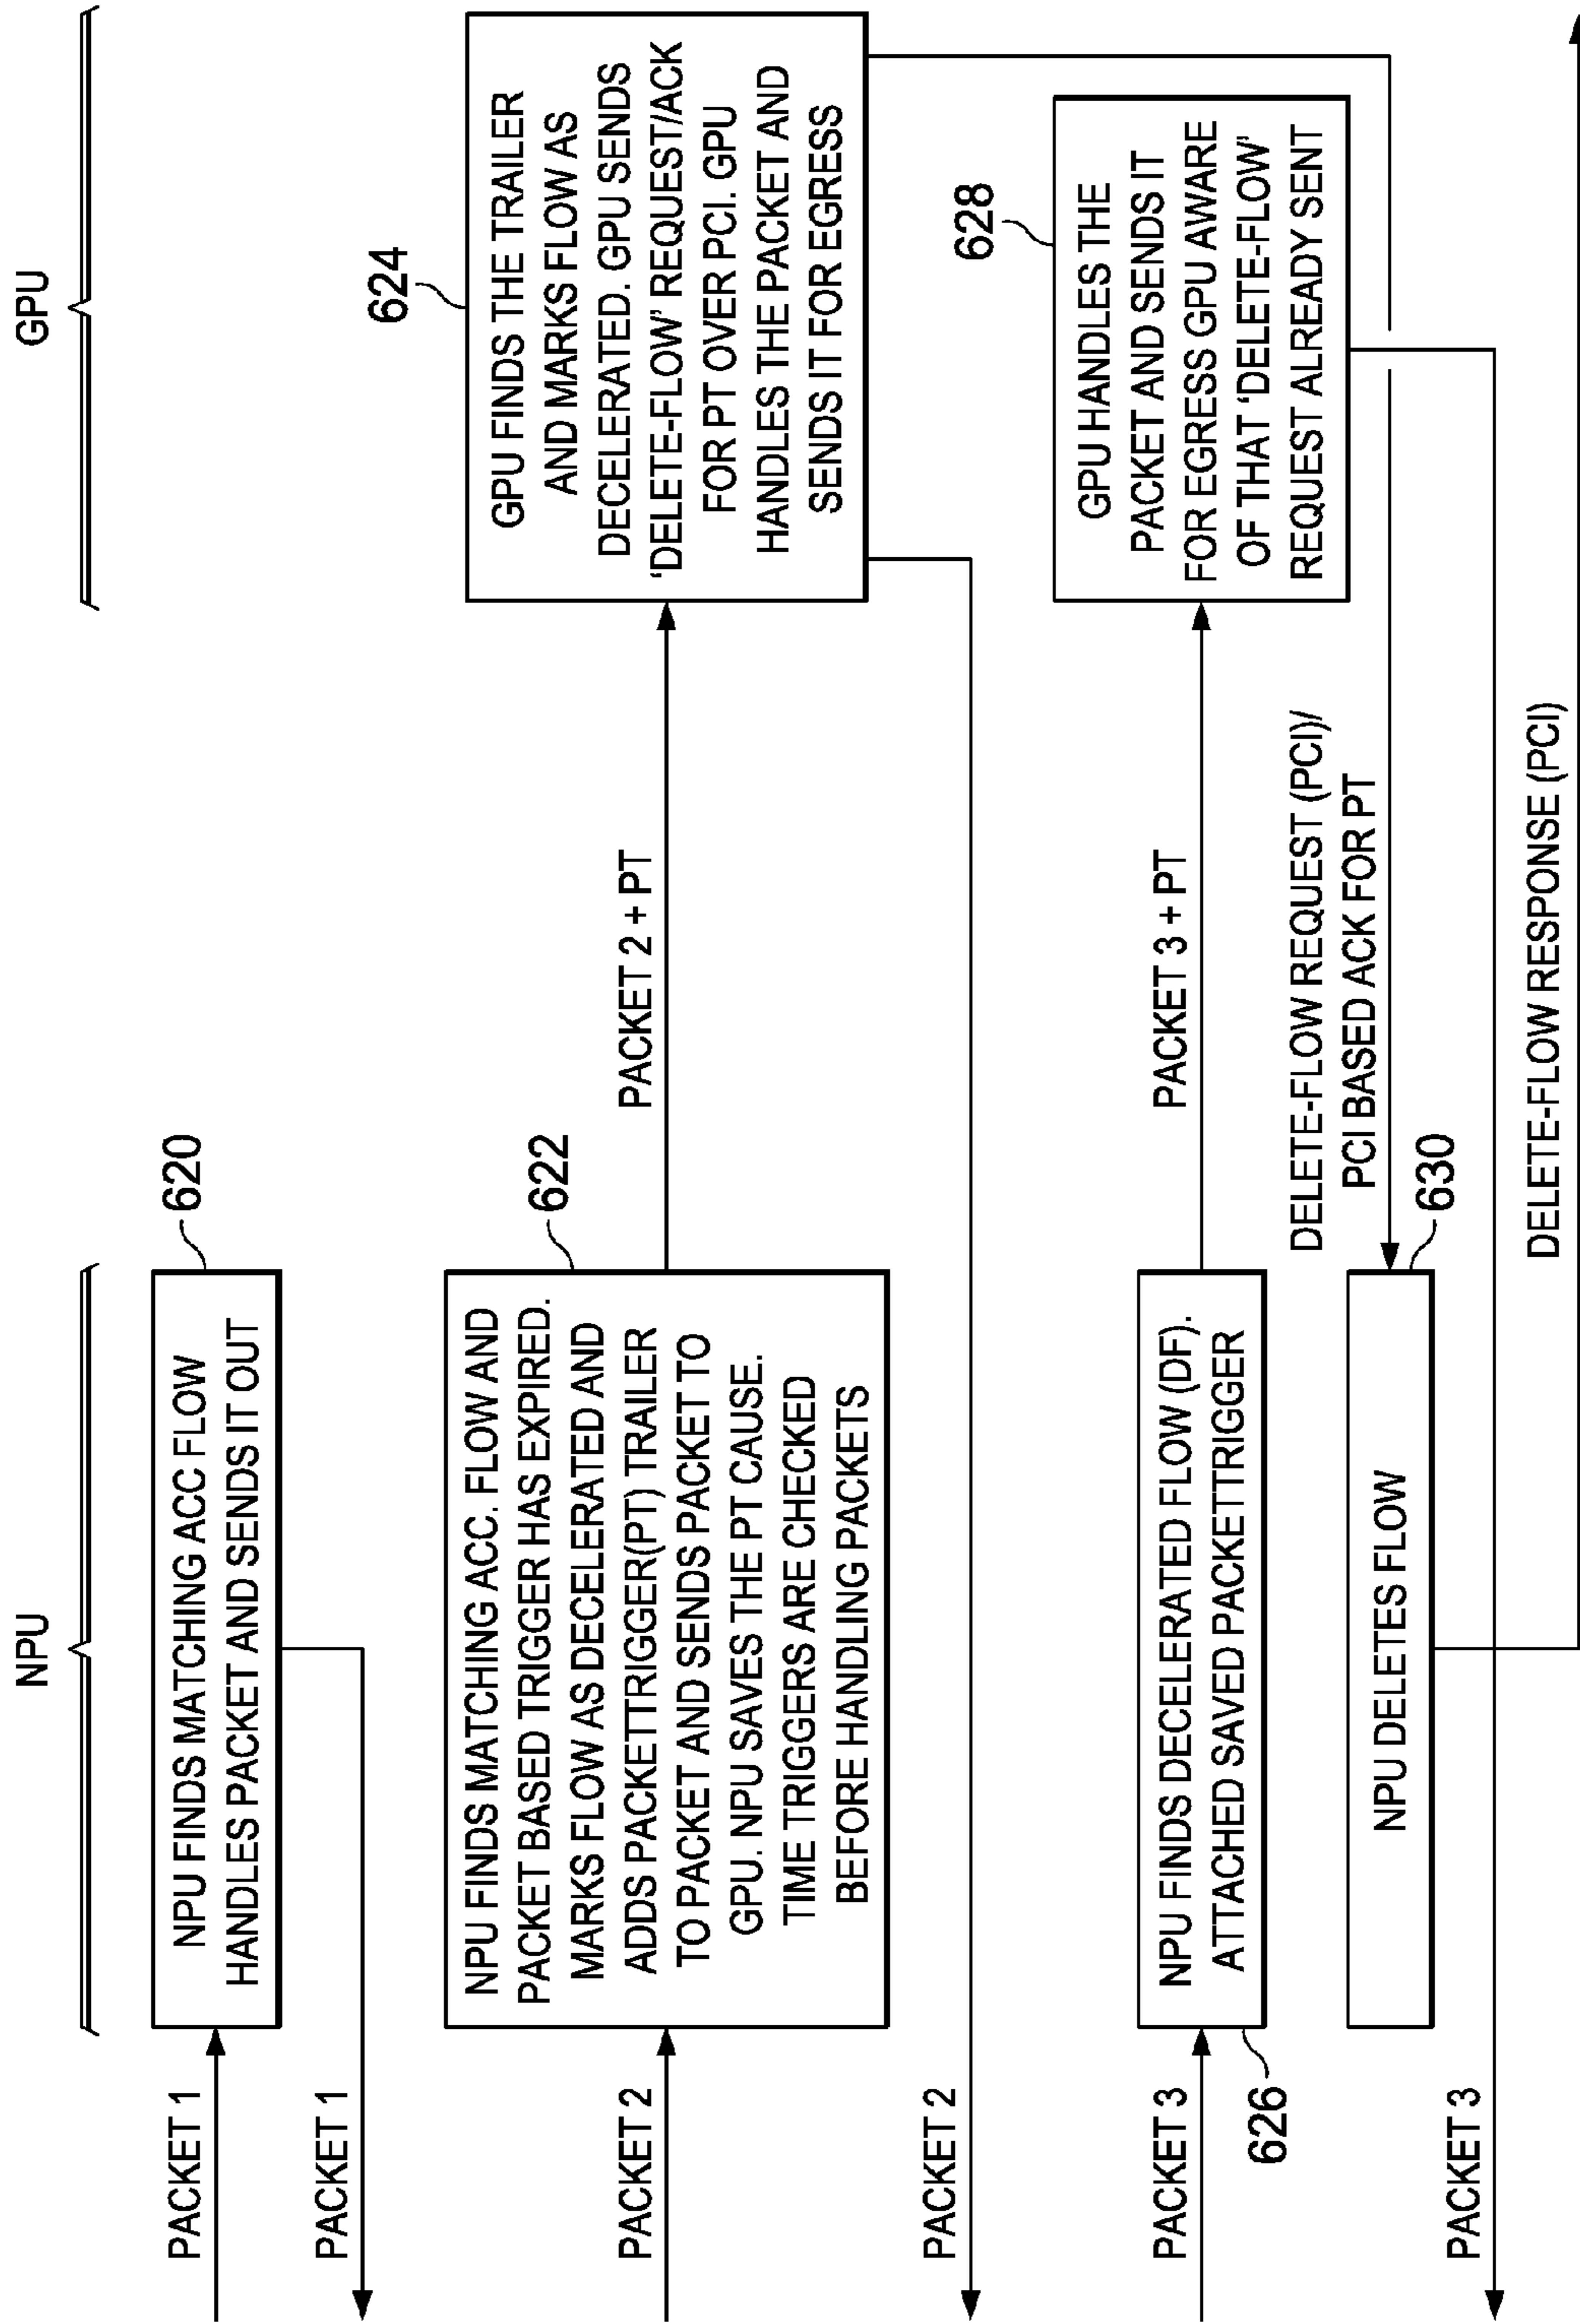 NPU
GPU
PACKET 1
NPU FINDS MATCHING ACC FLOW
HANDLES PACKET AND SENDS IT OUT
620
PACKET 1
PACKET 2
NPU FINDS MATCHING ACC. FLOW AND
PACKET BASED TRIGGER HAS EXPIRED.
MARKS FLOW AS DECELERATED AND
ADDS PACKETTRIGGER(PT) TRAILER
TO PACKET AND SENDS PACKET TO
GPU. NPU SAVES THE PT CAUSE.
TIME TRIGGERS ARE CHECKED
BEFORE HANDLING PACKETS
622
PACKET 2 + PT
GPU FINDS THE TRAILER
AND MARKS FLOW AS
DECELERATED. GPU SENDS
'DELETE-FLOW' REQUEST/ACK
FOR PT OVER PCI. GPU
HANDLES THE PACKET AND
SENDS IT FOR EGRESS
624
PACKET 2
PACKET 3
NPU FINDS DECELERATED FLOW (DF).
ATTACHED SAVED PACKETTRIGGER
626
PACKET 3 + PT
GPU HANDLES THE
PACKET AND SENDS IT
FOR EGRESS GPU AWARE
OF THAT 'DELETE-FLOW'
REQUEST ALREADY SENT
628
DELETE-FLOW REQUEST (PCI)/
PCI BASED ACK FOR PT
NPU DELETES FLOW
630
PACKET 3
DELETE-FLOW RESPONSE (PCI)